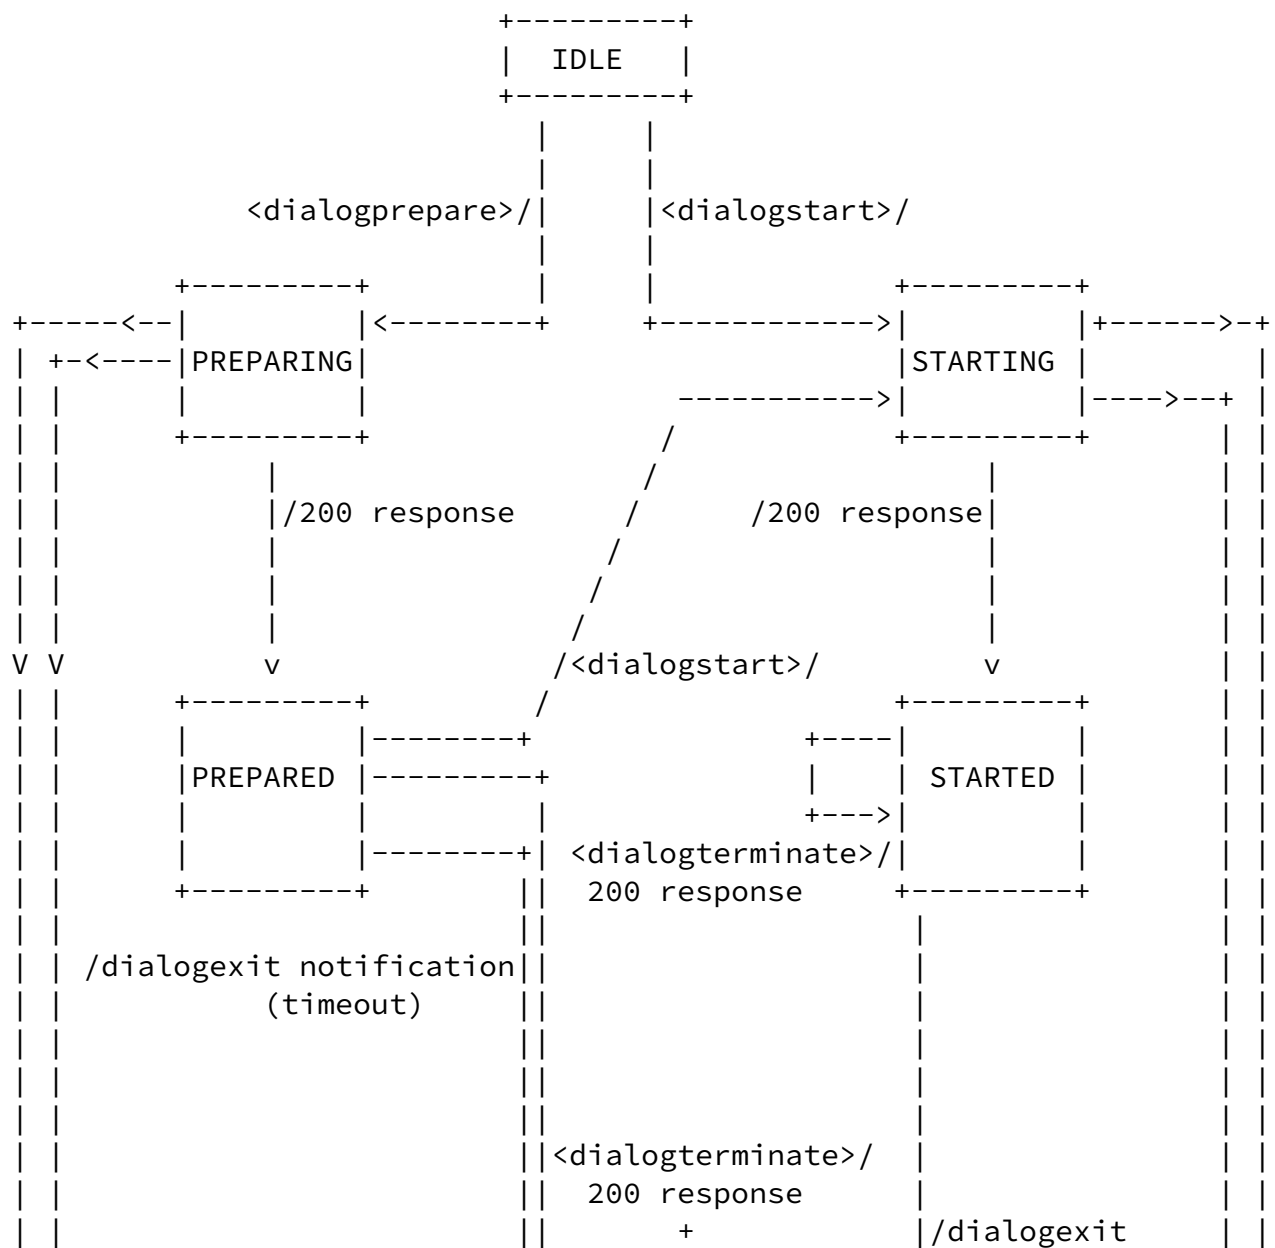 IDLE
<dialogprepare>/ <dialogstart>/
PREPARING STARTING
/200 response /200 response
V V v /<dialogstart>/ v
PREPARED STARTED
<dialogterminate>/
200 response
/dialogexit notification
(timeout)
<dialogterminate>/
200 response
+ /dialogexit